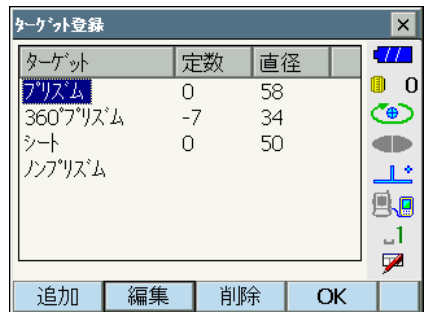 ﾀｰｹﾞｯﾄ登録
ﾀｰｹﾞｯﾄ 定数 直径
ﾌﾟﾘｽﾞﾑ 0 58
360°ﾌﾟﾘｽﾞﾑ -7 34
ｼｰﾄ 0 50
ﾉﾝﾌﾟﾘｽﾞﾑ
0
1
追加 編集 削除 OK